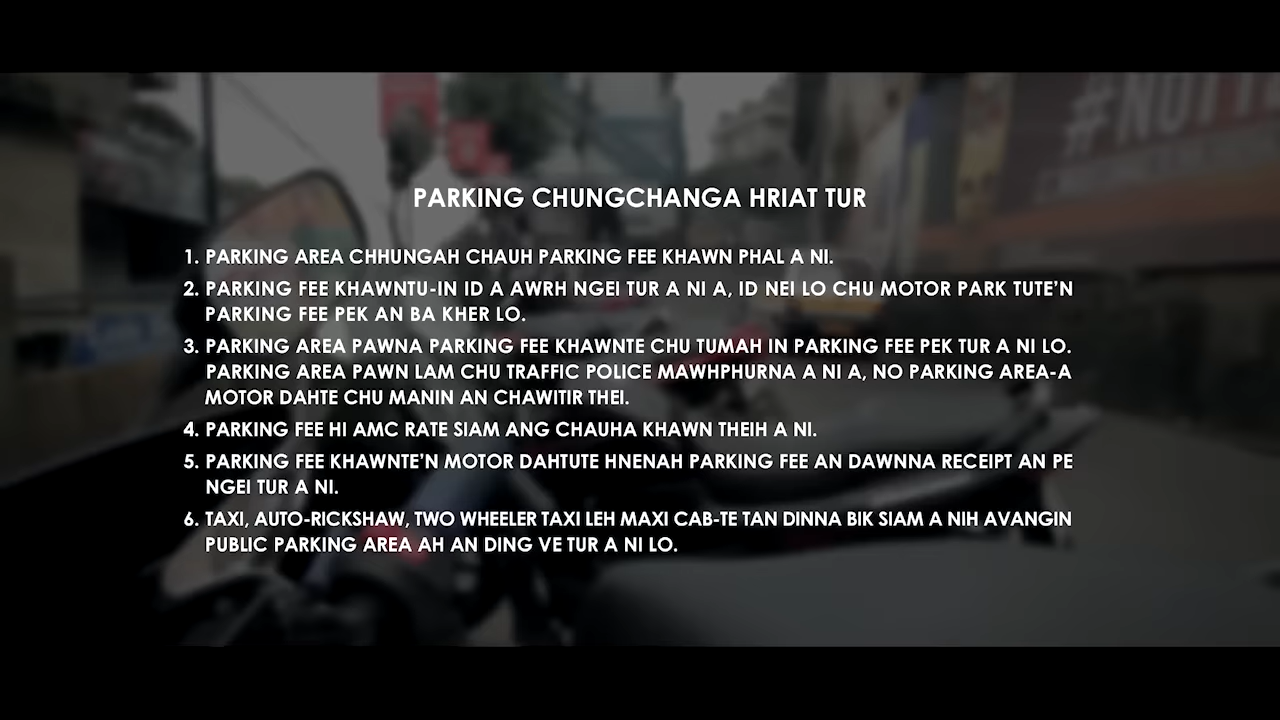 #NOTT
PARKING CHUNGCHANGA HRIAT TUR
1. PARKING AREA CHHUNGAH CHAUH PARKING FEE KHAWN PHAL A NI.
2. PARKING FEE KHAWNTU-IN ID A AWRH NGEI TUR A NI A, ID NEI LO CHU MOTOR PARK TUTE’N
PARKING FEE PEK AN BA KHER LO.
3. PARKING AREA PAWNA PARKING FEE KHAWNTE CHU TUMAH IN PARKING FEE PEK TUR A NI LO.
PARKING AREA PAWN LAM CHU TRAFFIC POLICE MAWHPHURNA A NI A, NO PARKING AREA-A
MOTOR DAHTE CHU MANIN AN CHAWITIR THEI.
4. PARKING FEE HI AMC RATE SIAM ANG CHAUHA KHAWN THEIH A NI.
5. PARKING FEE KHAWNTE’N MOTOR DAHTUTE HNENAH PARKING FEE AN DAWNNA RECEIPT AN PE
NGEI TUR A NI.
6. TAXI, AUTO-RICKSHAW, TWO WHEELER TAXI LEH MAXI CAB-TE TAN DINNA BIK SIAM A NIH AVANGIN
PUBLIC PARKING AREA AH AN DING VE TUR A NI LO.